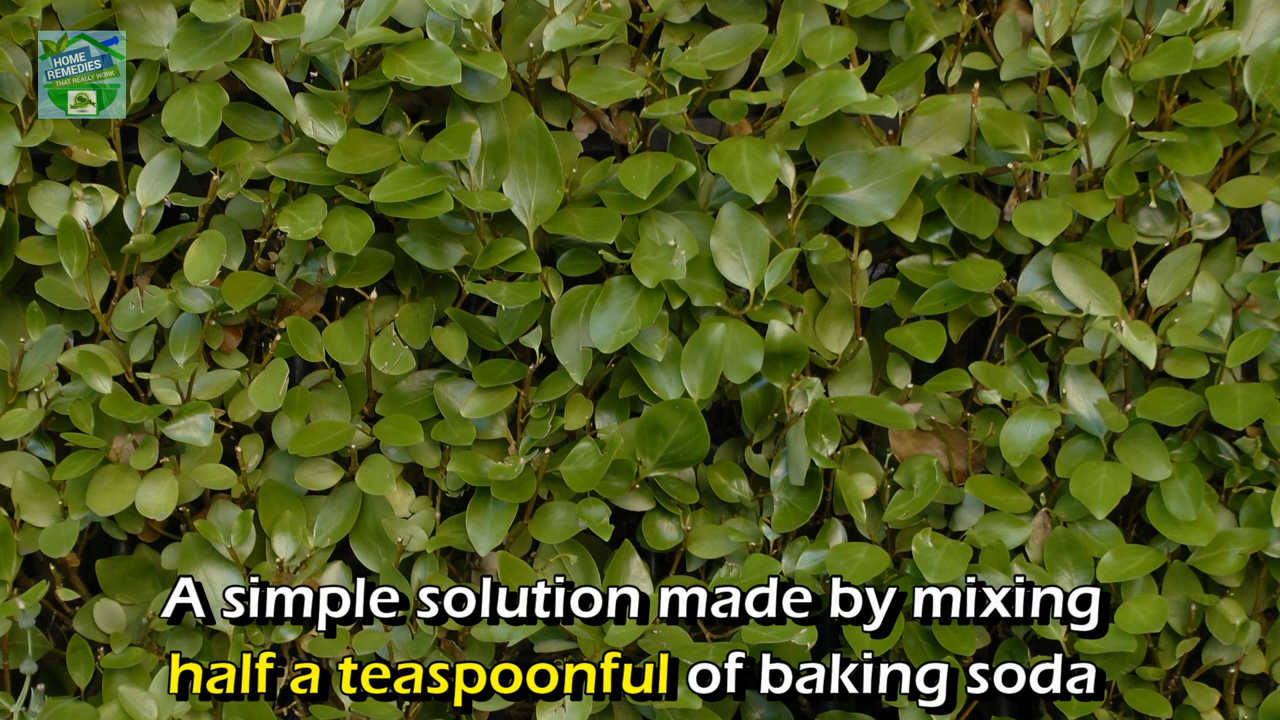 HOME
REMEDIES
THAT REALLY WORK
A simple solution made by mixing
half a teaspoonful of baking soda